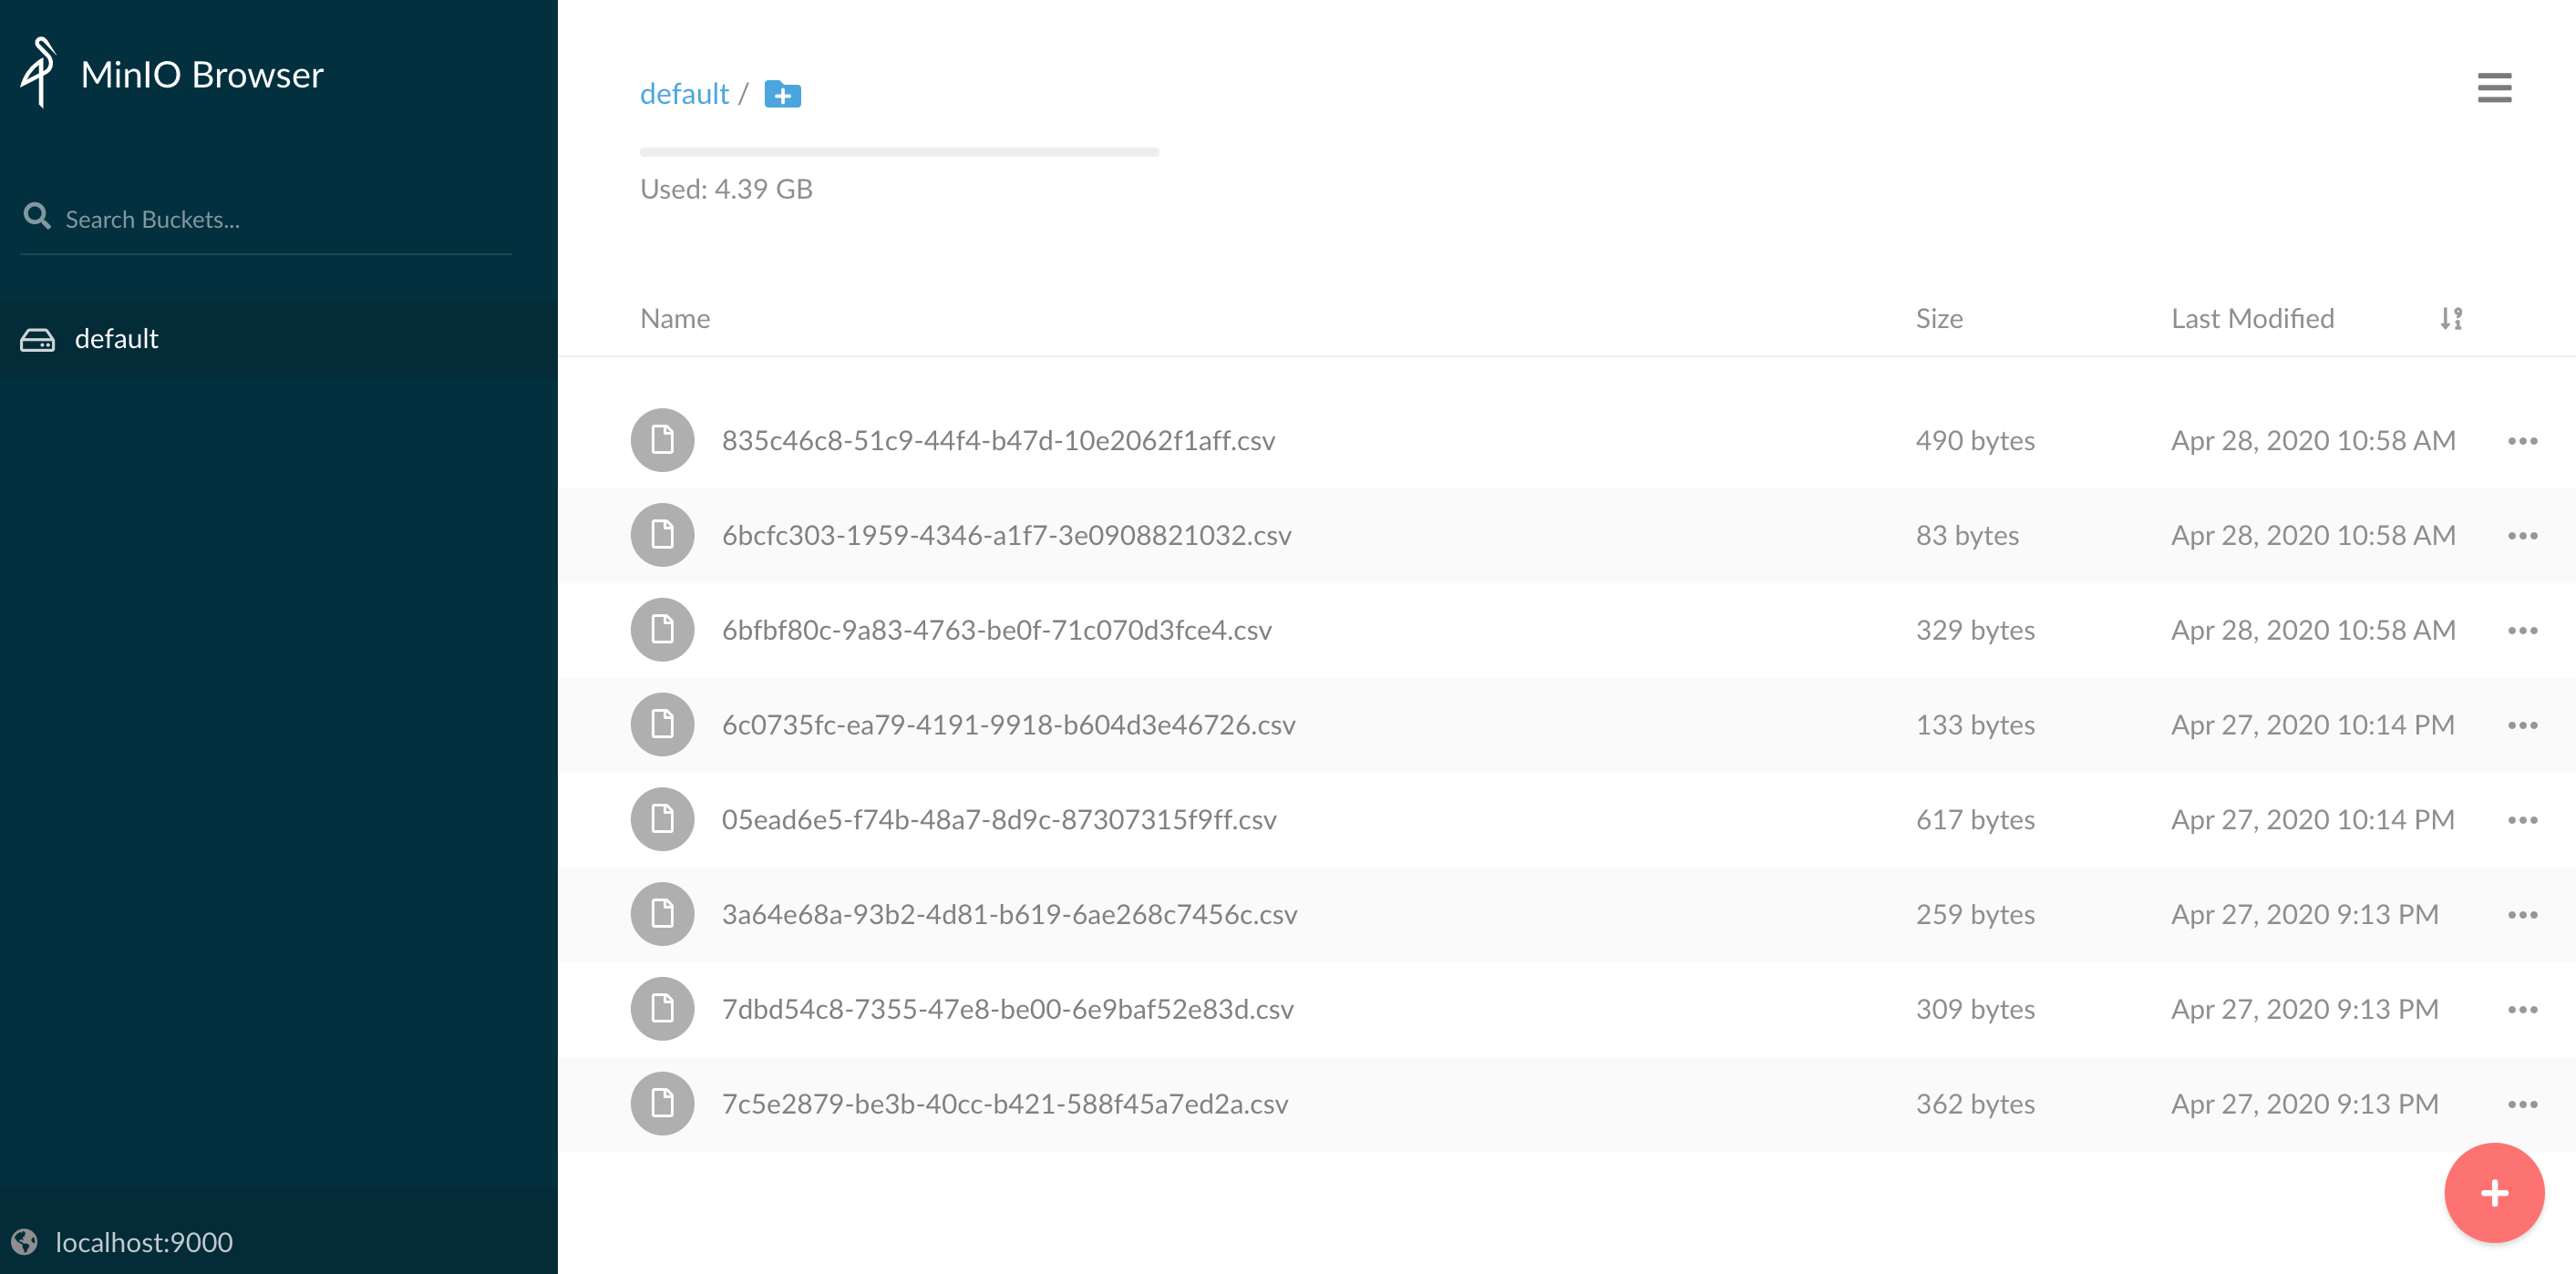 MinIO Browser
Search Buckets...
default
localhost:9000
default /
Used: 4.39 GB
Name Size Last Modified
835c46c8-51c9-44f4-b47d-10e2062f1aff.csv 490 bytes Apr 28, 2020 10:58 AM
6bcfc303-1959-4346-a1f7-3e0908821032.csv 83 bytes Apr 28, 2020 10:58 AM
6bfbf80c-9a83-4763-be0f-71c070d3fce4.csv 329 bytes Apr 28, 2020 10:58 AM
6c0735fc-ea79-4191-9918-b604d3e46726.csv 133 bytes Apr 27, 2020 10:14 PM
05ead6e5-f74b-48a7-8d9c-87307315f9ff.csv 617 bytes Apr 27, 2020 10:14 PM
3a64e68a-93b2-4d81-b619-6ae268c7456c.csv 259 bytes Apr 27, 2020 9:13 PM
7dbd54c8-7355-47e8-be00-6e9baf52e83d.csv 309 bytes Apr 27, 2020 9:13 PM
7c5e2879-be3b-40cc-b421-588f45a7ed2a.csv 362 bytes Apr 27, 2020 9:13 PM